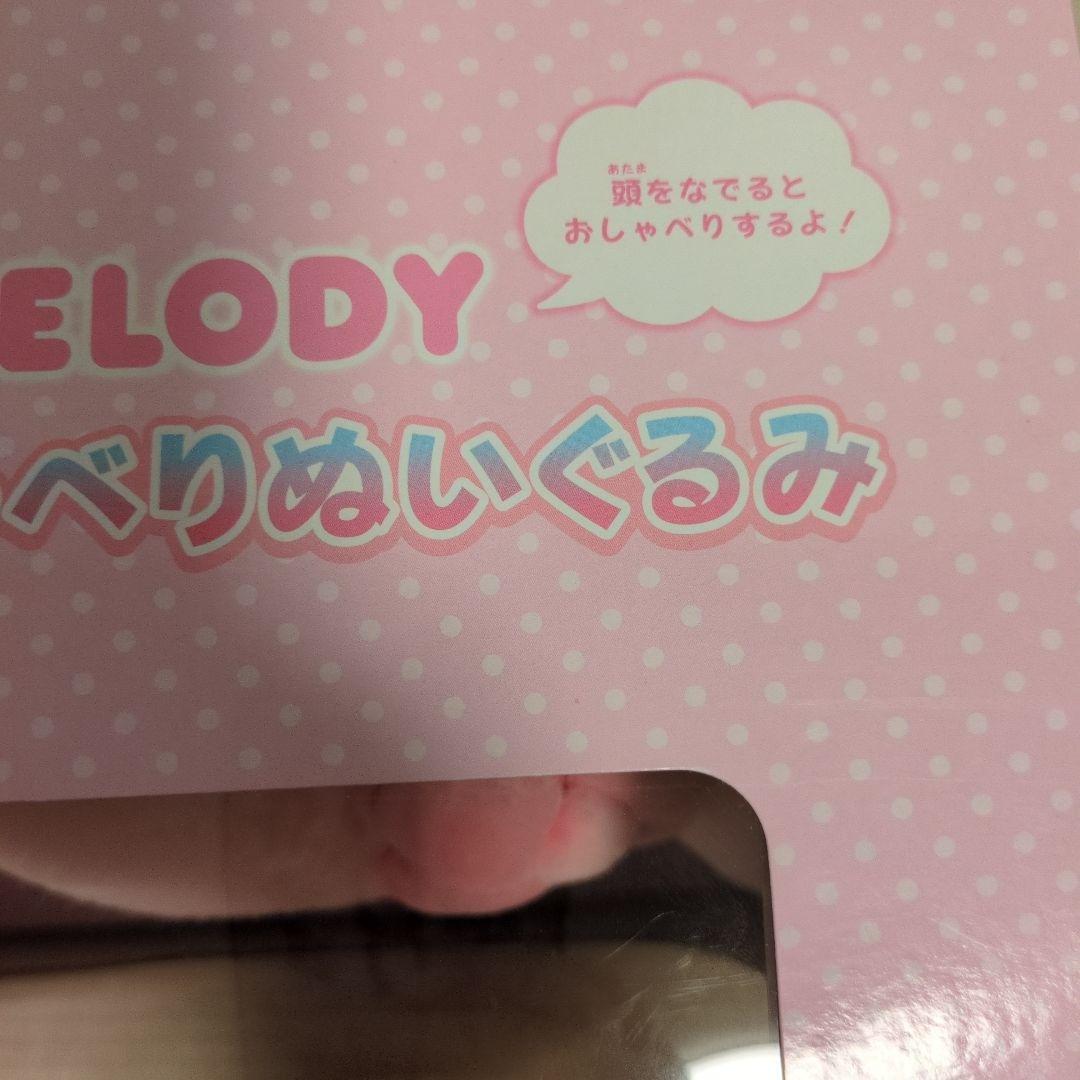 あたま
頭をなでると
おしゃべりするよ!
ELODY
べりぬいぐるみ